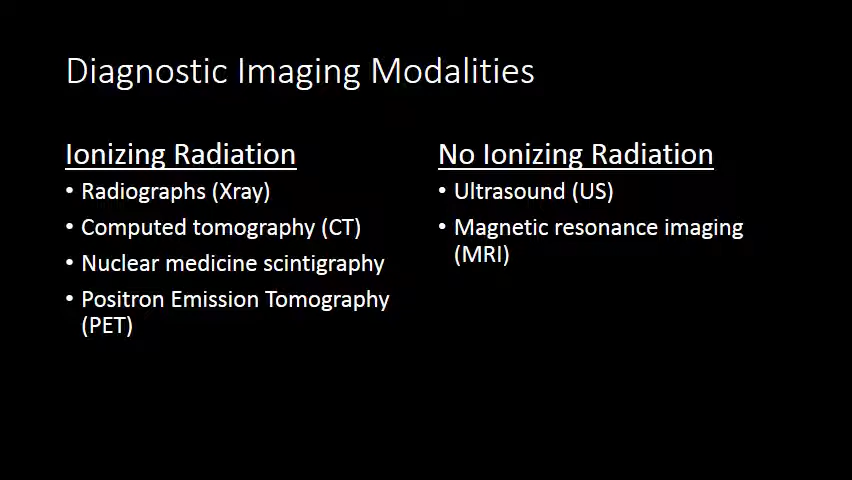 Diagnostic Imaging Modalities
Ionizing Radiation
• Radiographs (Xray)
• Computed tomography (CT)
• Nuclear medicine scintigraphy
• Positron Emission Tomography
(PET)
No Ionizing Radiation
• Ultrasound (US)
• Magnetic resonance imaging
(MRI)